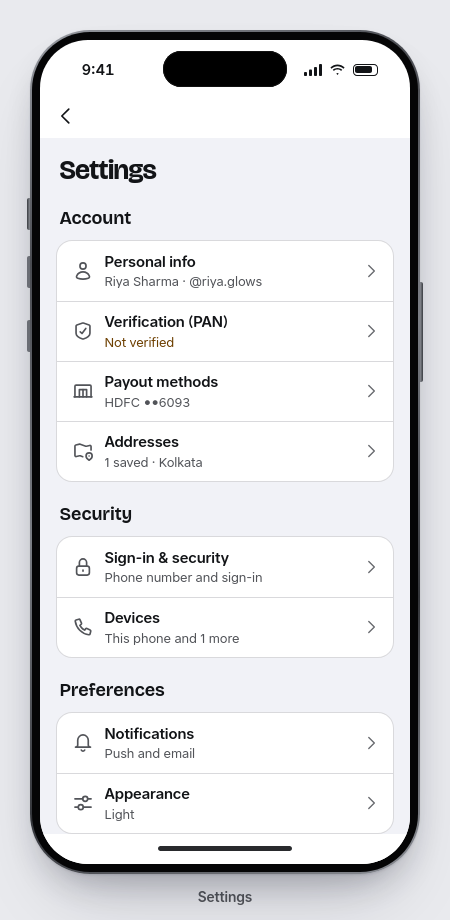 9:41
Settings
Account
Personal info
Riya Sharma · @riya.glows
Verification (PAN)
Not verified
Payout methods
HDFC ••6093
Addresses
1 saved · Kolkata
Security
Sign-in & security
Phone number and sign-in
Devices
This phone and 1 more
Preferences
Notifications
Push and email
Appearance
Light
Settings